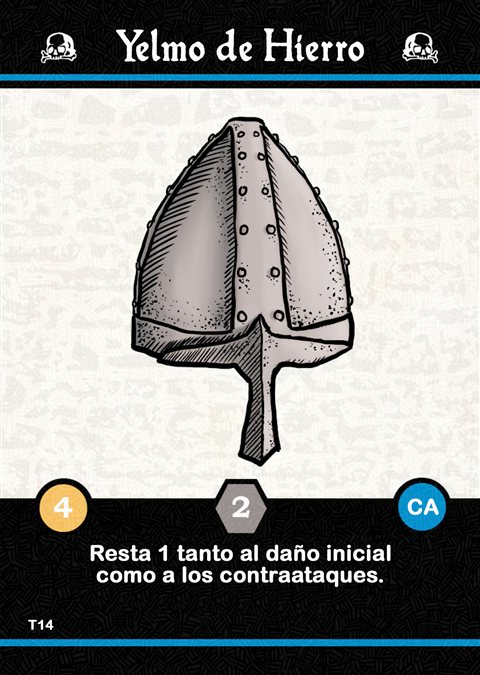 Yelmo de Hierro
4
2
CA
Resta 1 tanto al daño inicial
como a los contraataques.
T14